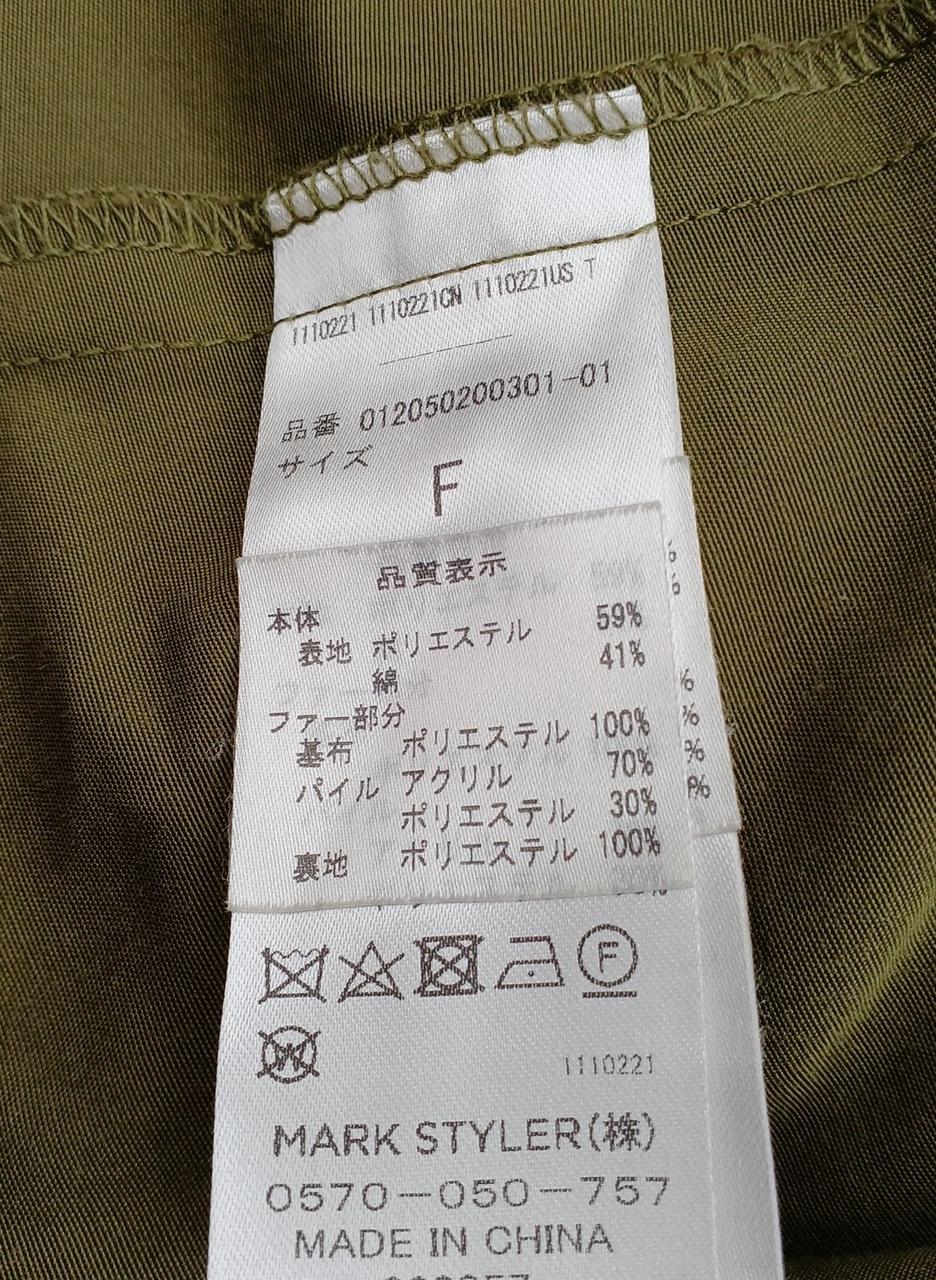 1110221 1110221CN 1110221US T
品番 012050200301-01
サイズ
F
品質表示
本体
表地 ポリエステル 59%
綿 41%
ファー部分
基布 ポリエステル 100%
パイル アクリル 70%
ポリエステル 30%
裏地 ポリエステル 100%
F
W
1110221
MARK STYLER(株)
0570-050-757
MADE IN CHINA